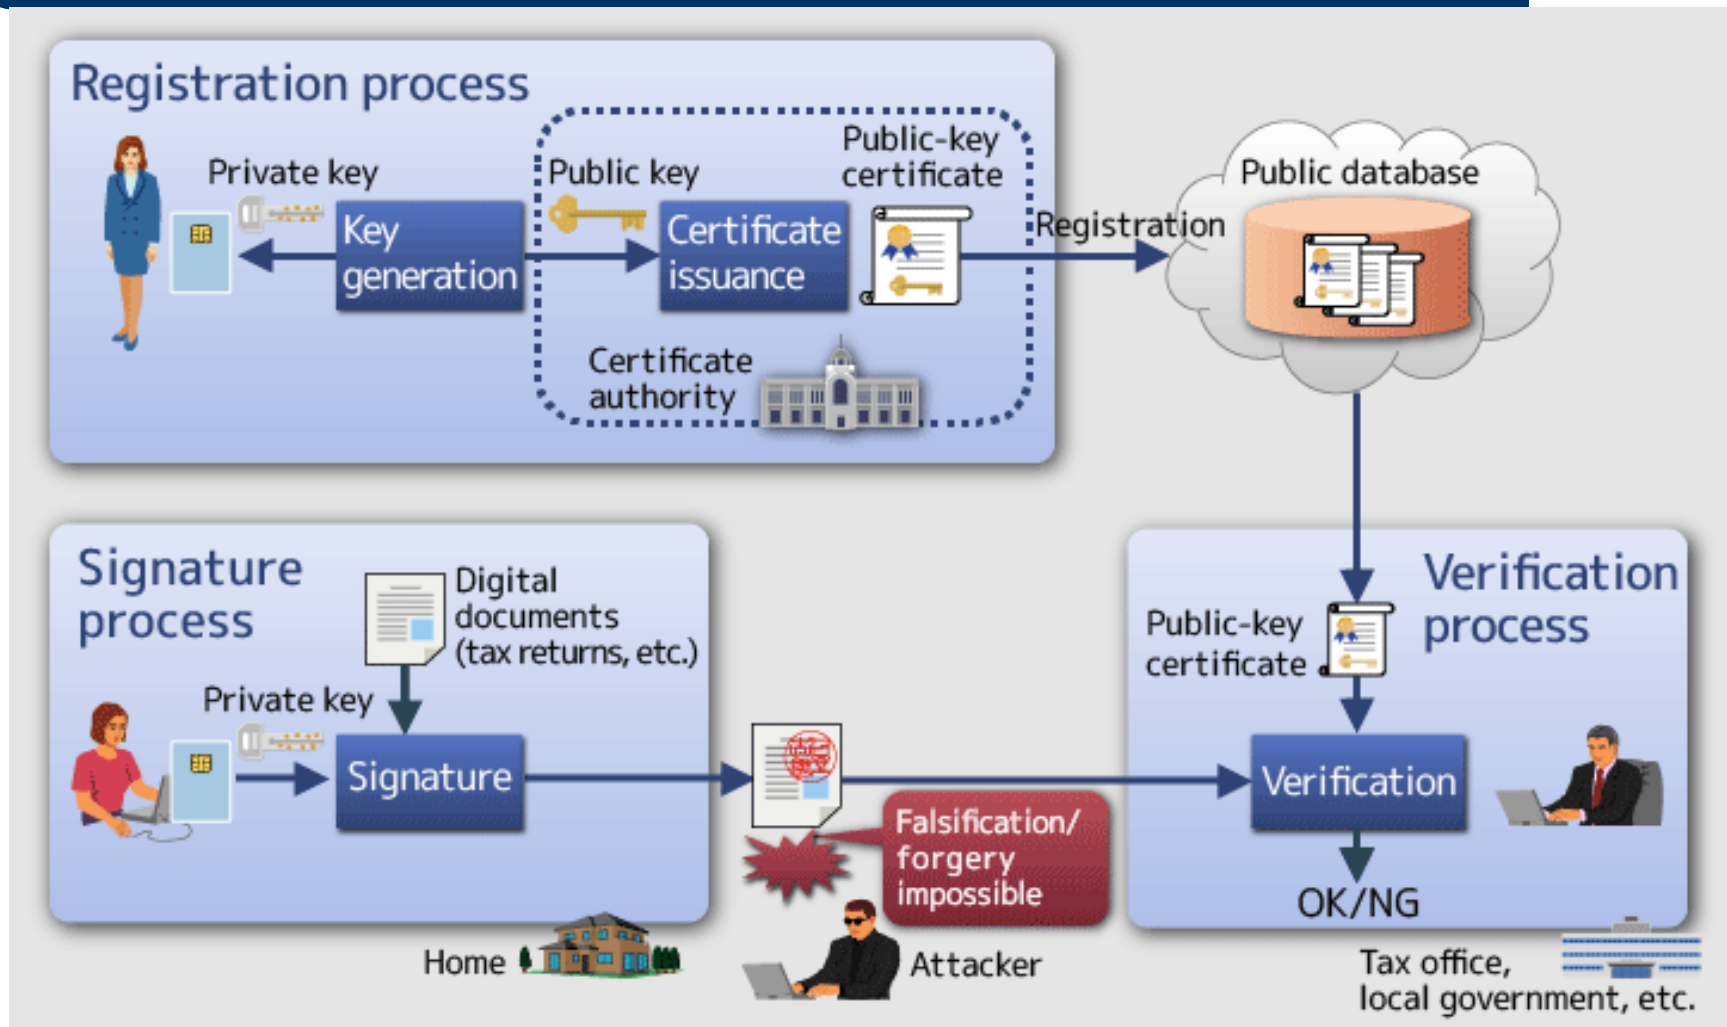 Registration process
Private key
Public key
Public-key
certificate
Key
generation
Certificate
issuance
Certificate
authority
Registration
Public database
Signature
process
Digital
documents
(tax returns, etc.)
Private key
Signature
Falsification/
forgery
impossible
Home
Attacker
Verification
process
Public-key
certificate
Verification
OK/NG
Tax office,
local government, etc.